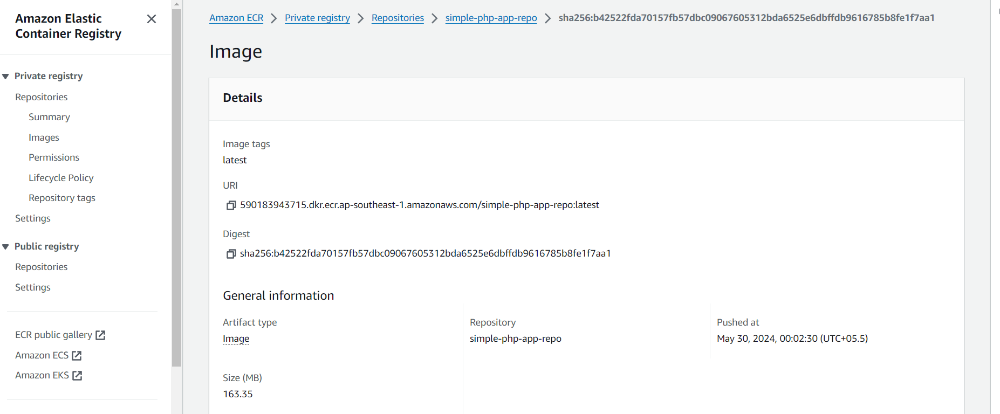 Amazon Elastic
Container Registry
Private registry
Repositories
Summary
Images
Permissions
Lifecycle Policy
Repository tags
Settings
Public registry
Repositories
Settings
ECR public gallery
Amazon ECS
Amazon EKS
Amazon ECR > Private registry > Repositories > simple-php-app-repo > sha256:b42522fda70157fb57dbc09067605312bda6525e6dbffdb9616785b8fe1f7aa1
Image
Details
Image tags
latest
URI
590183943715.dkr.ecr.ap-southeast-1.amazonaws.com/simple-php-app-repo:latest
Digest
sha256:b42522fda70157fb57dbc09067605312bda6525e6dbffdb9616785b8fe1f7aa1
General information
Artifact type
Image
Repository
simple-php-app-repo
Pushed at
May 30, 2024, 00:02:30 (UTC+05.5)
Size (MB)
163.35